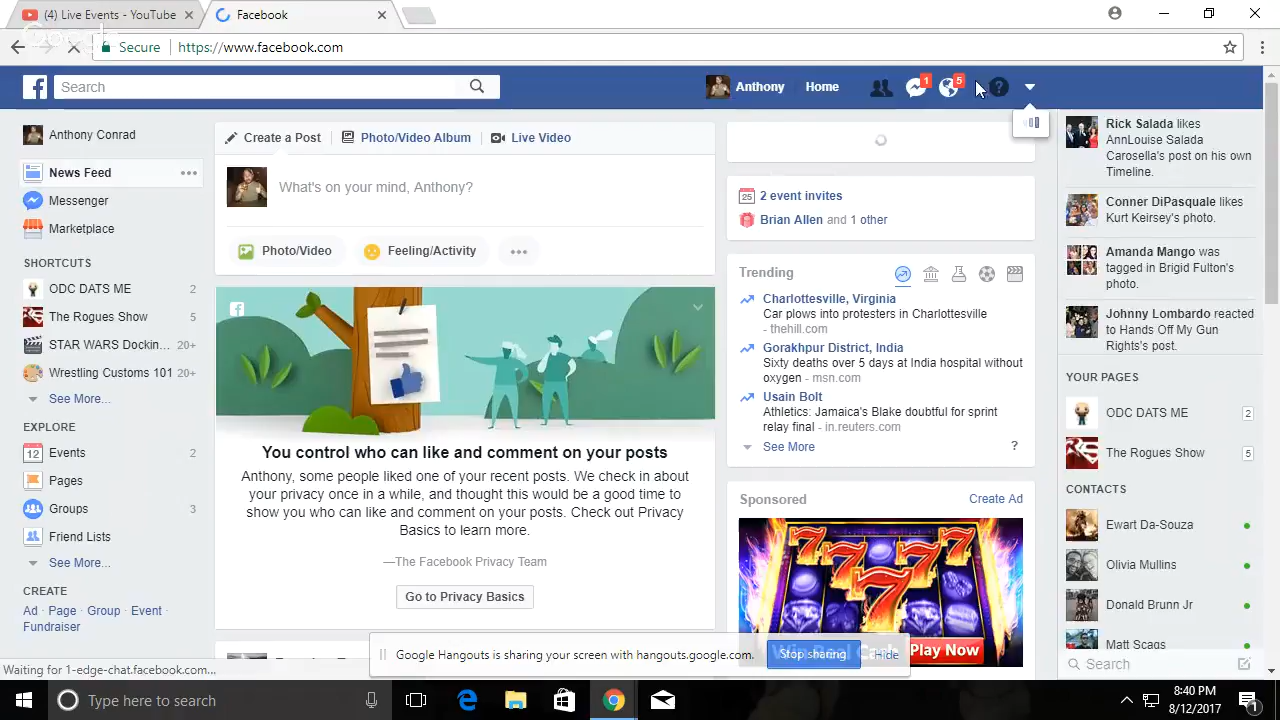 (4) Live Events - YouTube
Facebook
Google
Secure
https://www.facebook.com
Search
Anthony
Home
1
5
?
Anthony Conrad
News Feed
Messenger
Marketplace
SHORTCUTS
ODC DATS ME 2
The Rogues Show 5
STAR WARS Dockin... 20+
Wrestling Customs 101 20+
See More...
EXPLORE
12 Events 2
Pages
Groups 3
Friend Lists
See More...
CREATE
Ad · Page · Group · Event ·
Fundraiser
Create a Post
Photo/Video Album
Live Video
What's on your mind, Anthony?
Photo/Video
Feeling/Activity
You control who can like and comment on your posts
Anthony, some people liked one of your recent posts. We check in about
your privacy once in a while, and thought this would be a good time to
show you who can like and comment on your posts. Check out Privacy
Basics to learn more.
—The Facebook Privacy Team
Go to Privacy Basics
25 2 event invites
Brian Allen and 1 other
Trending
Charlottesville, Virginia
Car plows into protesters in Charlottesville
- thehill.com
Gorakhpur District, India
Sixty deaths over 5 days at India hospital without
oxygen - msn.com
Usain Bolt
Athletics: Jamaica's Blake doubtful for sprint
relay final - in.reuters.com
See More
?
Sponsored
Create Ad
7 7 7 7
7
Play Now
Rick Salada likes
AnnLouise Salada
Carosella's post on his own
Timeline.
Conner DiPasquale likes
Kurt Keirsey's photo.
Amanda Mango was
tagged in Brigid Fulton's
photo.
Johnny Lombardo reacted
to Hands Off My Gun
Rights's post.
YOUR PAGES
ODC DATS ME 2
The Rogues Show 5
CONTACTS
Ewart Da-Souza
Olivia Mullins
Donald Brunn Jr
Matt Scags
Search
Google Hangouts is sharing your screen with hangouts.google.com.
Stop sharing
Hide
Waiting for 1-edge-chat.facebook.com...
Type here to search
8:40 PM
8/12/2017
1